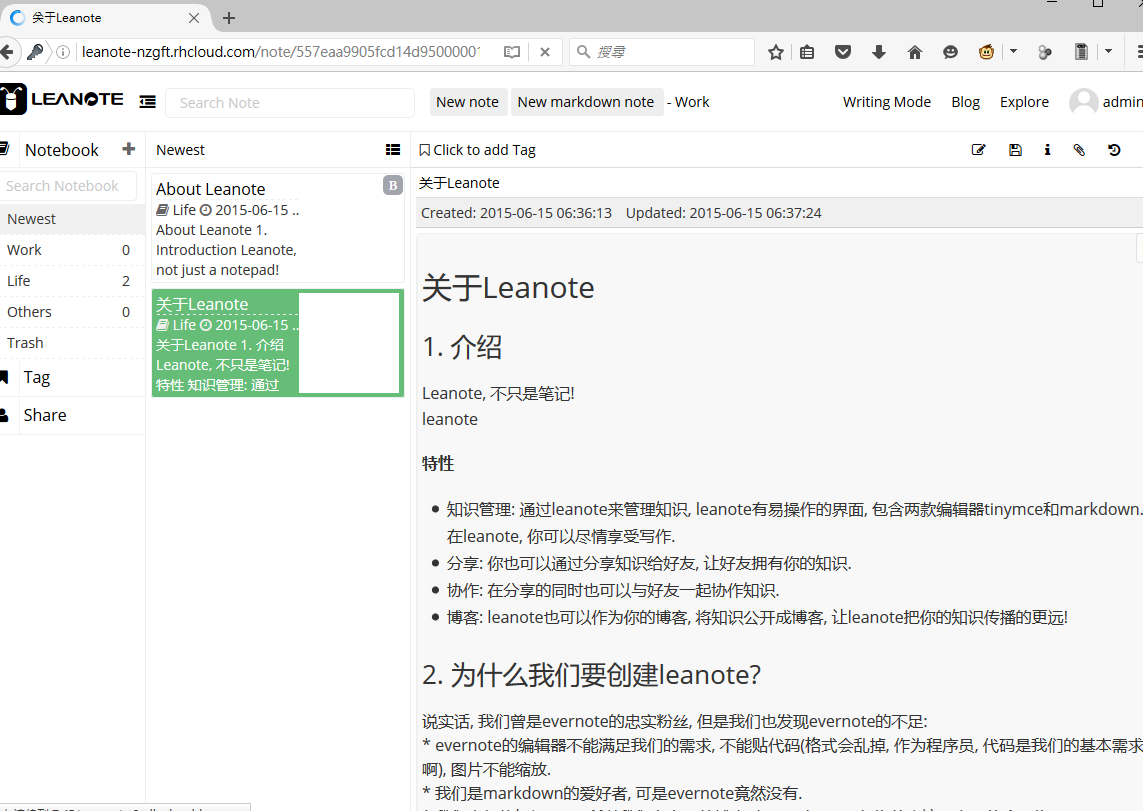 关于Leanote
leanote-nzgft.rhcloud.com/note/557eaa9905fcd14d9500000
搜尋
LEANOTE
Search Note
New note
New markdown note
- Work
Writing Mode
Blog
Explore
admin
Notebook
Search Notebook
Newest
Work 0
Life 2
Others 0
Trash
Tag
Share
Newest
About Leanote
B
Life 2015-06-15 ..
About Leanote 1.
Introduction Leanote,
not just a notepad!
关于Leanote
Life 2015-06-15 ..
关于Leanote 1. 介绍
Leanote, 不只是笔记!
特性 知识管理: 通过
Click to add Tag
关于Leanote
Created: 2015-06-15 06:36:13 Updated: 2015-06-15 06:37:24
关于Leanote
1. 介绍
Leanote, 不只是笔记!
leanote
特性
知识管理: 通过leanote来管理知识, leanote有易操作的界面, 包含两款编辑器tinymce和markdown.
在leanote, 你可以尽情享受写作.
分享: 你也可以通过分享知识给好友, 让好友拥有你的知识.
协作: 在分享的同时也可以与好友一起协作知识.
博客: leanote也可以作为你的博客, 将知识公开成博客, 让leanote把你的知识传播的更远!
2. 为什么我们要创建leanote?
说实话, 我们曾是evernote的忠实粉丝, 但是我们也发现evernote的不足:
* evernote的编辑器不能满足我们的需求, 不能贴代码(格式会乱掉, 作为程序员, 代码是我们的基本需求
啊), 图片不能缩放.
* 我们是markdown的爱好者, 可是evernote竟然没有.